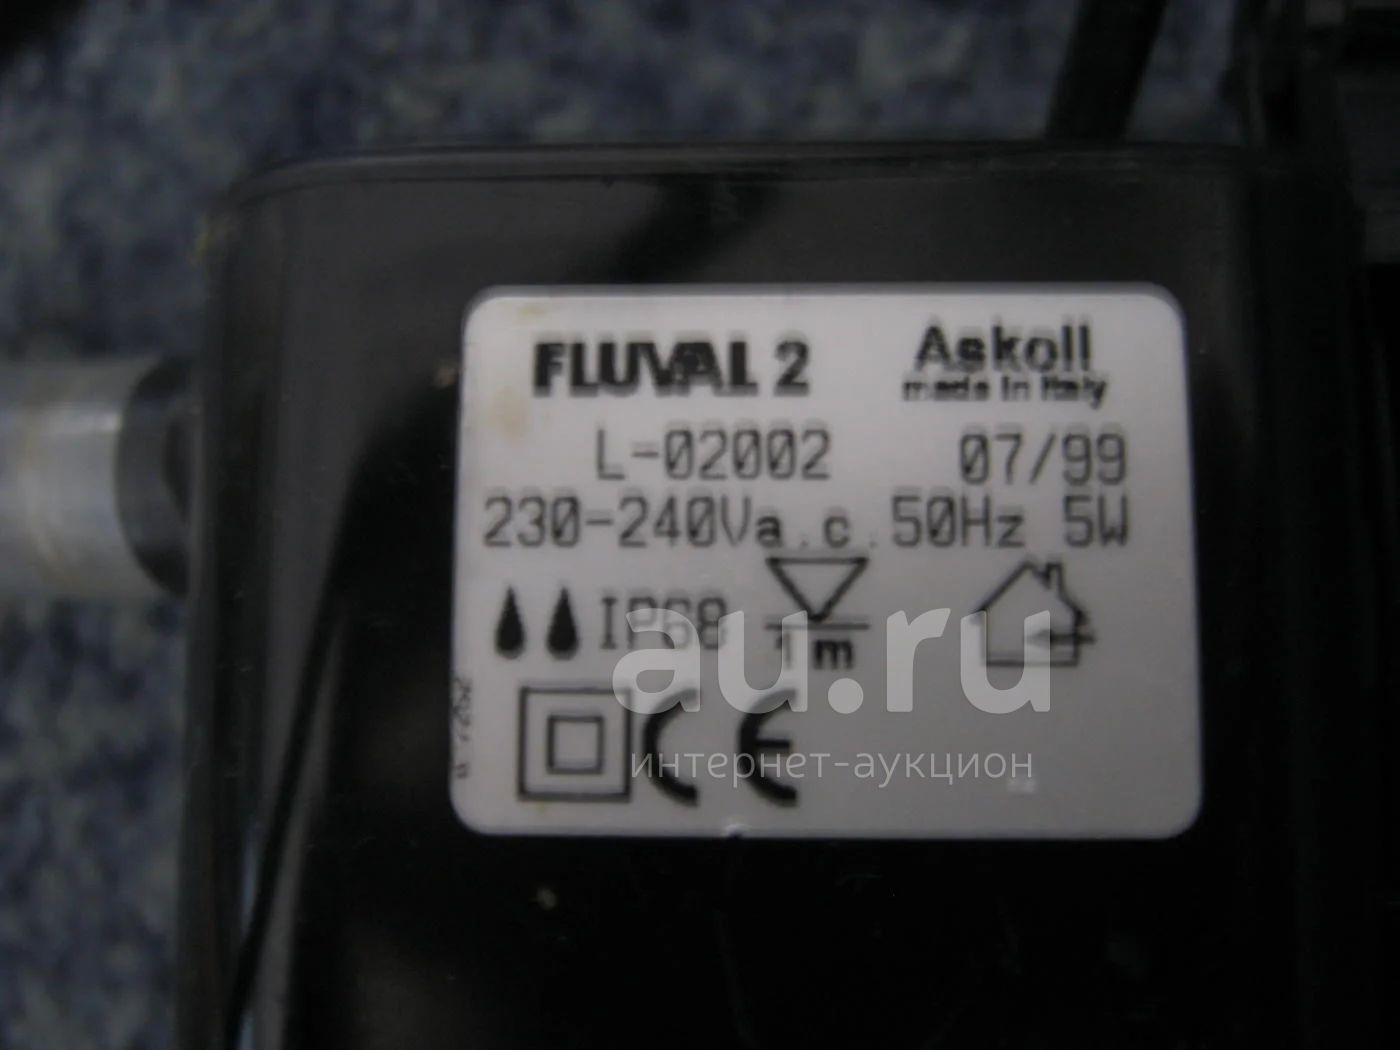 FLUVAL 2
Askoll
made in Italy
L-02002
07/99
230-240Va.c.50Hz 5W
IP68
1m
CE
au.ru
интернет-аукцион